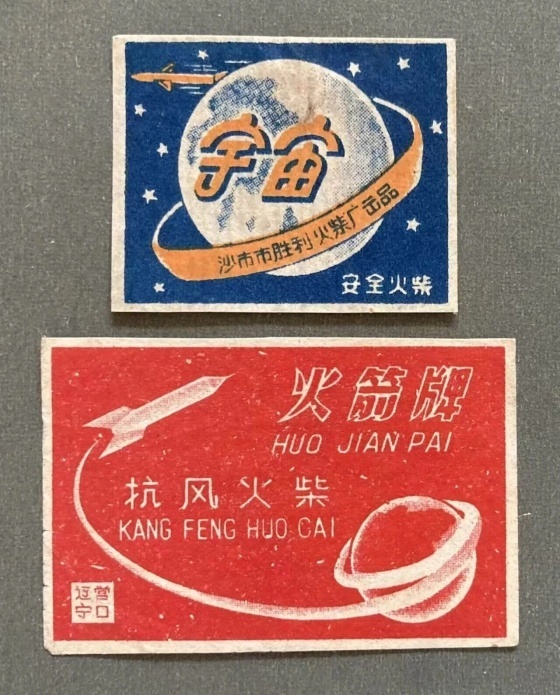 宇宙
沙市市胜利火柴厂出品
安全火柴
火箭牌
HUO JIAN PAI
抗风火柴
KANG FENG HUO CAI
辽营
宁口